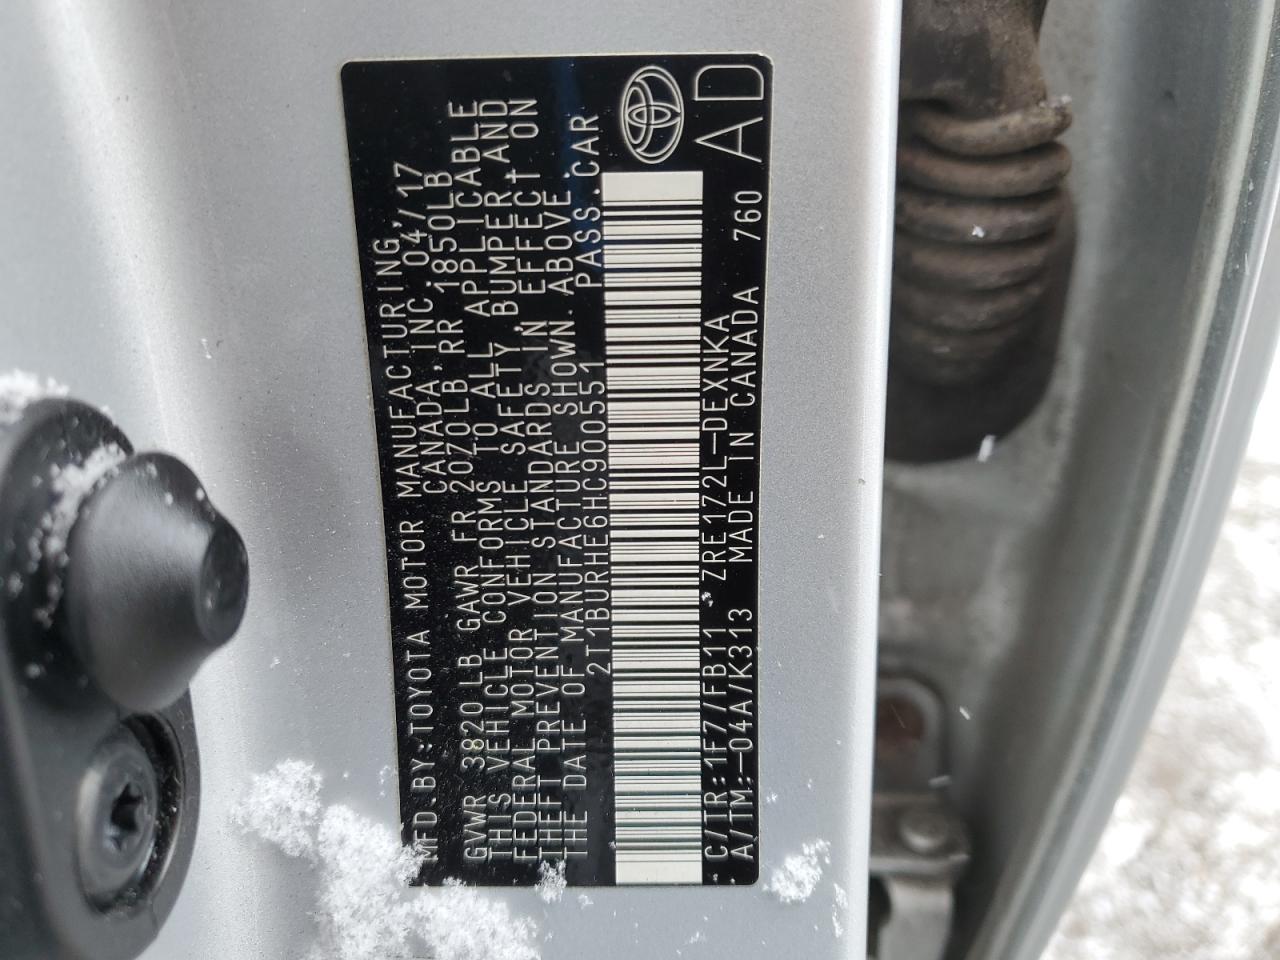 MFD.BY:TOYOTA MOTOR MANUFACTURING,
CANADA,INC. 04/17
GVWR 3820LB GAWR FR 2070LB RR 1850LB
THIS VEHICLE CONFORMS TO ALL APPLICABLE
FEDERAL MOTOR VEHICLE SAFETY, BUMPER, AND
THEFT PREVENTION STANDARDS IN EFFECT ON
THE DATE OF MANUFACTURE SHOWN ABOVE.
2T1BURHE6HC900551 PASS.CAR
C/TR:1F7/FB11 ZRE172L-DEXNKA
A/TM:-04A/K313 MADE IN CANADA 760
AD